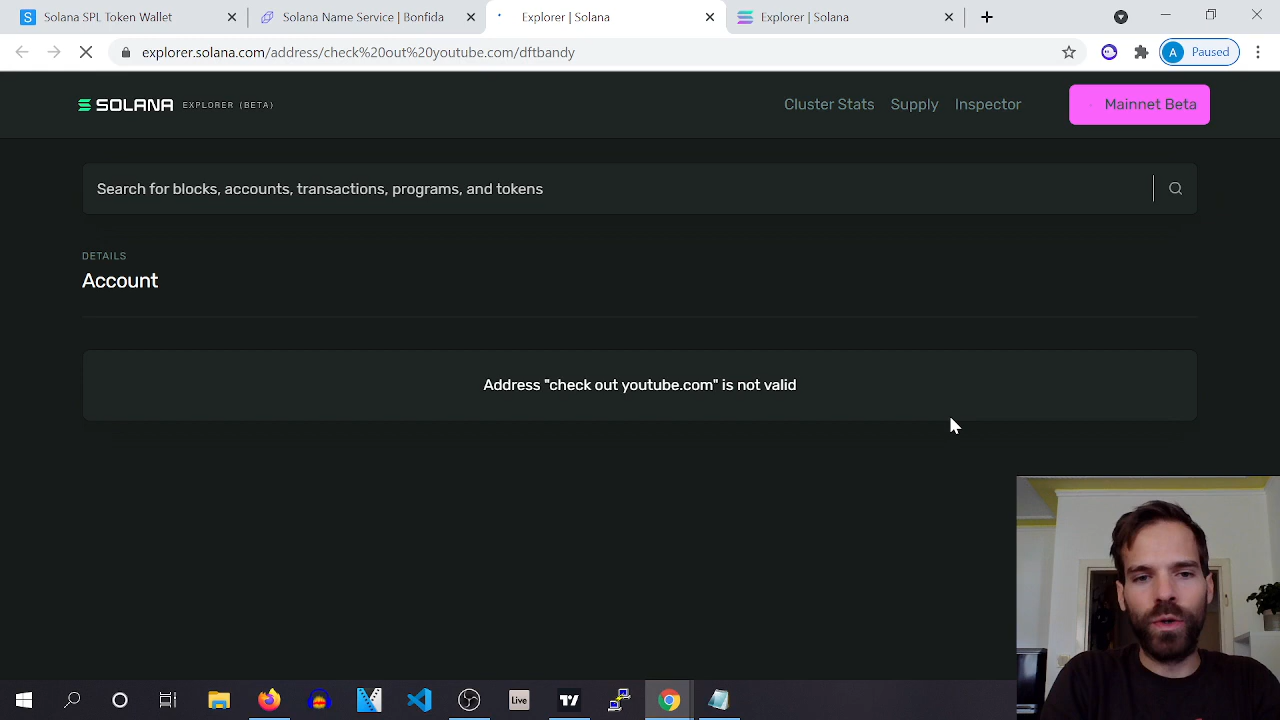 Solana SPL Token Wallet
Solana Name Service | Bonfida
Explorer | Solana
Explorer | Solana
explorer.solana.com/address/check%20out%20youtube.com/dftbandy
A
Paused
SOLANA
EXPLORER (BETA)
Cluster Stats
Supply
Inspector
Mainnet Beta
Search for blocks, accounts, transactions, programs, and tokens
DETAILS
Account
Address "check out youtube.com" is not valid
Live